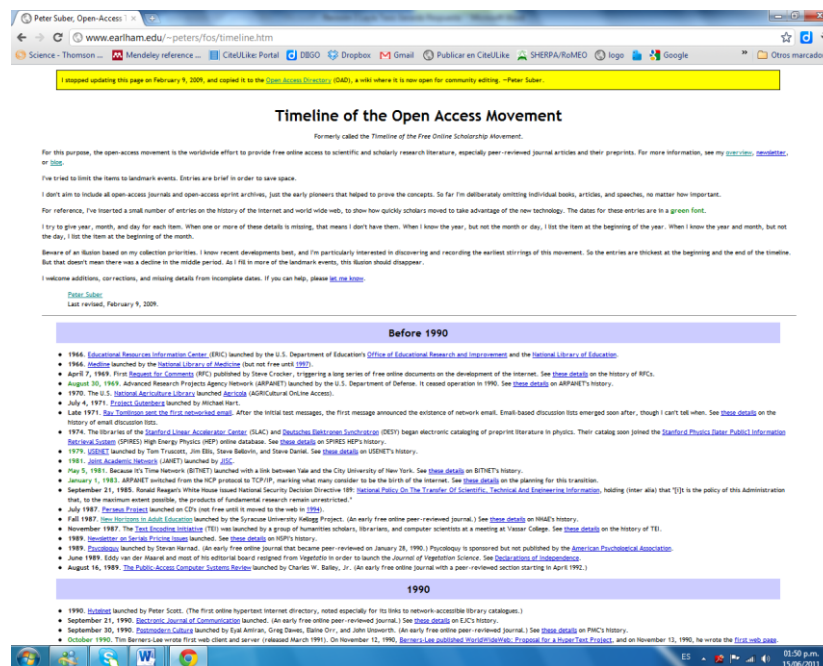 Peter Suber, Open-Access T
www.earlham.edu/~peters/fos/timeline.htm
Science - Thomson ... Mendeley reference ... CiteULike: Portal DBGO Dropbox Gmail Publicar en CiteULike SHERPA/RoMEO logo Google » Otros marcado
I stopped updating this page on February 9, 2009, and copied it to the Open Access Directory (OAD), a wiki where it is now open for community editing. —Peter Suber.
Timeline of the Open Access Movement
Formerly called the Timeline of the Free Online Scholarship Movement.
For this purpose, the open-access movement is the worldwide effort to provide free online access to scientific and scholarly research literature, especially peer-reviewed journal articles and their preprints. For more information, see my overview, newsletter,
or blog.
I've tried to limit the items to landmark events. Entries are brief in order to save space.
I don't aim to include all open-access journals and open-access eprint archives, just the early pioneers that helped to prove the concepts. So far I'm deliberately omitting individual books, articles, and speeches, no matter how important.
For reference, I've inserted a small number of entries on the history of the internet and world wide web, to show how quickly scholars moved to take advantage of the new technology. The dates for these entries are in a green font.
I try to give year, month, and day for each item. When one or more of these details is missing, that means I don't have them. When I know the year, but not the month or day, I list the item at the beginning of the year. When I know the year and month, but not
the day, I list the item at the beginning of the month.
Beware of an illusion based on my collection priorities. I know recent developments best, and I'm particularly interested in discovering and recording the earliest stirrings of this movement. So the entries are thickest at the beginning and the end of the timeline.
But that doesn't mean there was a decline in the middle period. As I fill in more of the landmark events, this illusion should disappear.
I welcome additions, corrections, and missing details from incomplete dates. If you can help, please let me know.
Peter Suber
Last revised, February 9, 2009.
Before 1990
• 1966. Educational Resources Information Center (ERIC) launched by the U.S. Department of Education's Office of Educational Research and Improvement and the National Library of Education.
• 1966. Medline launched by the National Library of Medicine (but not free until 1997).
• April 7, 1969. First Request for Comments (RFC) published by Steve Crocker, triggering a long series of free online documents on the development of the internet. See these details on the history of RFCs.
• August 30, 1969. Advanced Research Projects Agency Network (ARPANET) launched by the U.S. Department of Defense. It ceased operation in 1990. See these details on ARPANET's history.
• 1970. The U.S. National Agriculture Library launched Agricola (AGRICultural OnLine Access).
• July 4, 1971. Project Gutenberg launched by Michael Hart.
• Late 1971. Ray Tomlinson sent the first networked email. After the initial test messages, the first message announced the existence of network email. Email-based discussion lists emerged soon after, though I can't tell when. See these details on the
history of email discussion lists.
• 1974. The libraries of the Stanford Linear Accelerator Center (SLAC) and Deutsches Elektronen Synchrotron (DESY) began electronic cataloging of preprint literature in physics. Their catalog soon joined the Stanford Physics [later Public] Information
Retrieval System (SPIRES) High Energy Physics (HEP) online database. See these details on SPIRES HEP's history.
• 1979. USENET launched by Tom Truscott, Jim Ellis, Steve Bellovin, and Steve Daniel. See these details on USENET's history.
• 1981. Joint Academic Network (JANET) launched by JISC.
• May 5, 1981. Because It's Time Network (BITNET) launched with a link between Yale and the City University of New York. See these details on BITNET's history.
• January 1, 1983. ARPANET switched from the NCP protocol to TCP/IP, marking what many consider to be the birth of the internet. See these details on the planning for this transition.
• September 21, 1985. Ronald Reagan's White House issued National Security Decision Directive 189: National Policy On The Transfer Of Scientific, Technical And Engineering Information, holding (inter alia) that "[i]t is the policy of this Administration
that, to the maximum extent possible, the products of fundamental research remain unrestricted."
• July 1987. Perseus Project launched on CD's (not free until it moved to the web in 1994).
• Fall 1987. New Horizons in Adult Education launched by the Syracuse University Kellogg Project. (An early free online peer-reviewed journal.) See these details on NHAE's history.
• November 1987. The Text Encoding Initiative (TEI) was launched by a group of humanities scholars, librarians, and computer scientists at a meeting at Vassar College. See these details on the history of TEI.
• 1989. Newsletter on Serials Pricing Issues launched. See these details on NSPI's history.
• 1989. Psycoloquy launched by Stevan Harnad. (An early free online journal that became peer-reviewed on January 28, 1990.) Psycoloquy is sponsored but not published by the American Psychological Association.
• June 1989. Eddy van der Maarel and most of his editorial board resigned from Vegetatio in order to launch the Journal of Vegetation Science. See Declarations of Independence.
• August 16, 1989. The Public-Access Computer Systems Review launched by Charles W. Bailey, Jr. (An early free online journal with a peer-reviewed section starting in April 1992.)
1990
• 1990. Hytelnet launched by Peter Scott. (The first online hypertext internet directory, noted especially for its links to network-accessible library catalogues.)
• September 21, 1990. Electronic Journal of Communication launched. (An early free online peer-reviewed journal.) See these details on EJC's history.
• September 30, 1990. Postmodern Culture launched by Eyal Amiran, Greg Dawes, Elaine Orr, and John Unsworth. (An early free online peer-reviewed journal.) See these details on PMC's history.
• October 1990. Tim Berners-Lee wrote first web client and server (released March 1991). On November 12, 1990, Berners-Lee published WorldWideWeb: Proposal for a HyperText Project, and on November 13, 1990, he wrote the first web page.
ES 01:50 p.m.
15/06/2011